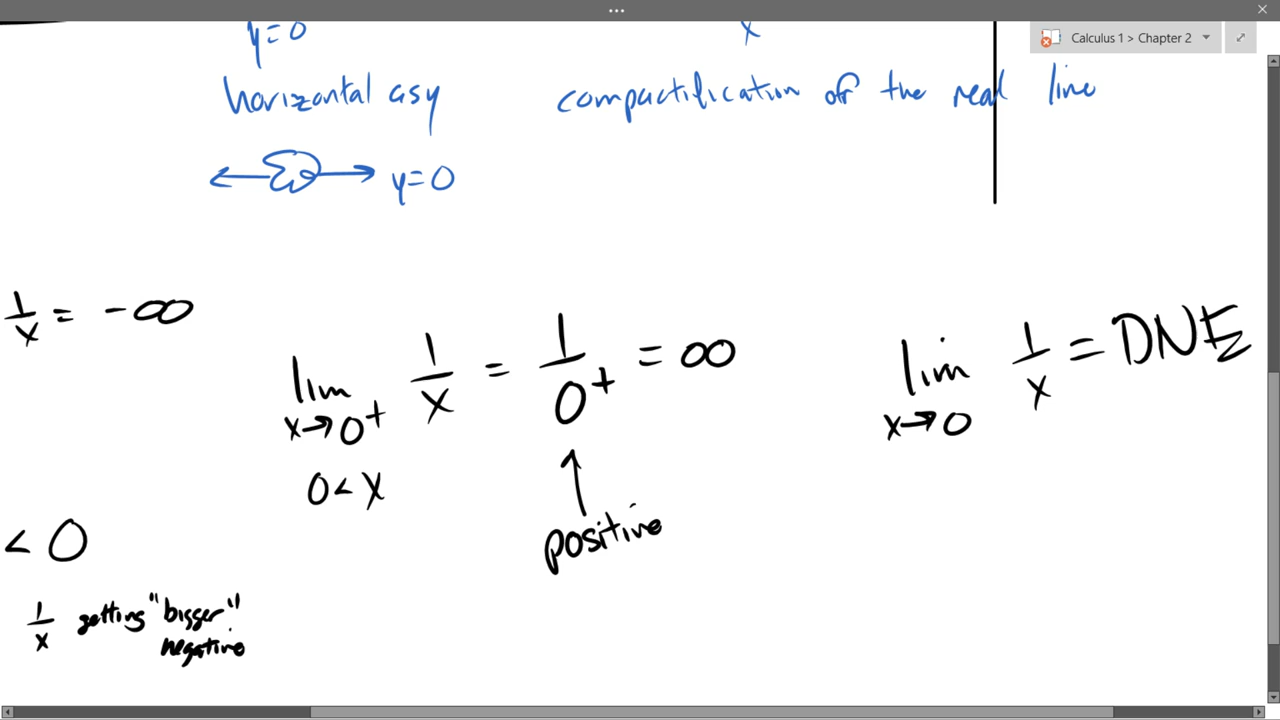 Calculus 1 > Chapter 2
y=0
x
horizontal asy
compactification of the real line
y=0
1/x = -∞
lim x→0⁺ 1/x = 1/0⁺ = ∞
lim x→0 1/x = DNE
0 < x
positive
< 0
1/x getting "bigger"
negative